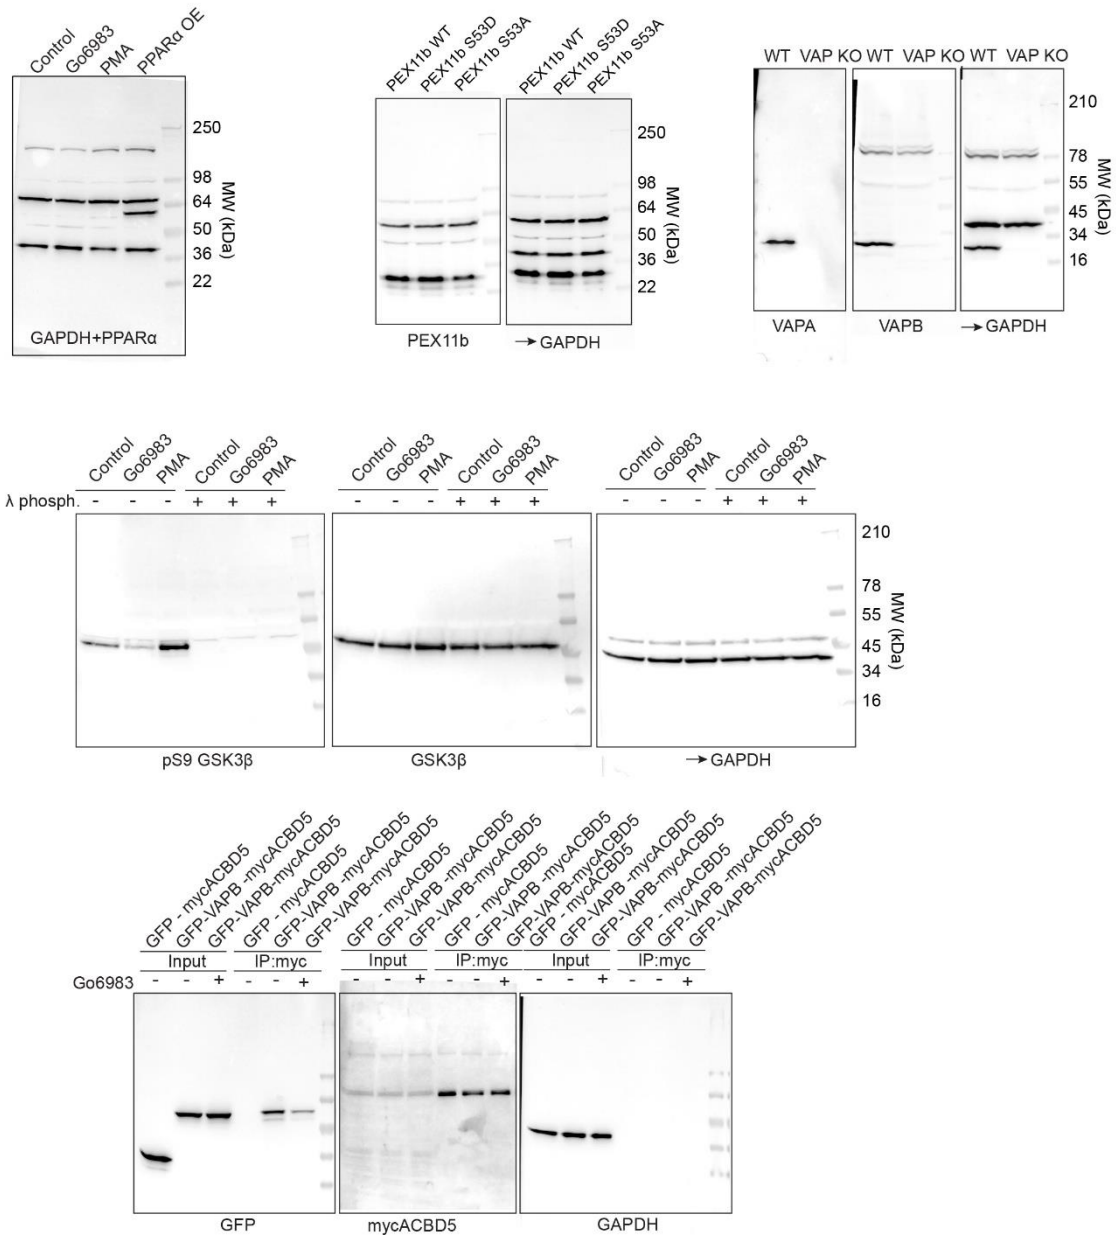 Control Go6983 PMA PPARα OE
250
98
64
50
36
22
MW (kDa)
GAPDH+PPARα
PEX11b WT PEX11b S53D PEX11b S53A PEX11b WT PEX11b S53D PEX11b S53A
250
98
64
50
36
22
MW (kDa)
PEX11b → GAPDH
WT VAP KO WT VAP KO WT VAP KO
210
78
55
45
34
16
MW (kDa)
VAPA VAPB → GAPDH
Control Go6983 PMA Control Go6983 PMA Control Go6983 PMA Control Go6983 PMA Control Go6983 PMA Control Go6983 PMA
λ phosph. - - - + + + - - - + + + - - - + + +
210
78
55
45
34
16
MW (kDa)
pS9 GSK3β GSK3β → GAPDH
GFP - mycACBD5 GFP-VAPB -mycACBD5 GFP-VAPB-mycACBD5 GFP - mycACBD5 GFP-VAPB -mycACBD5 GFP-VAPB-mycACBD5 GFP - mycACBD5 GFP-VAPB -mycACBD5 GFP-VAPB-mycACBD5 GFP - mycACBD5 GFP-VAPB -mycACBD5 GFP-VAPB-mycACBD5 GFP - mycACBD5 GFP-VAPB -mycACBD5 GFP-VAPB-mycACBD5 GFP - mycACBD5 GFP-VAPB -mycACBD5 GFP-VAPB-mycACBD5
Input IP:myc Input IP:myc Input IP:myc
Go6983 - - + - - + - - + - - + - - + - - +
GFP mycACBD5 GAPDH